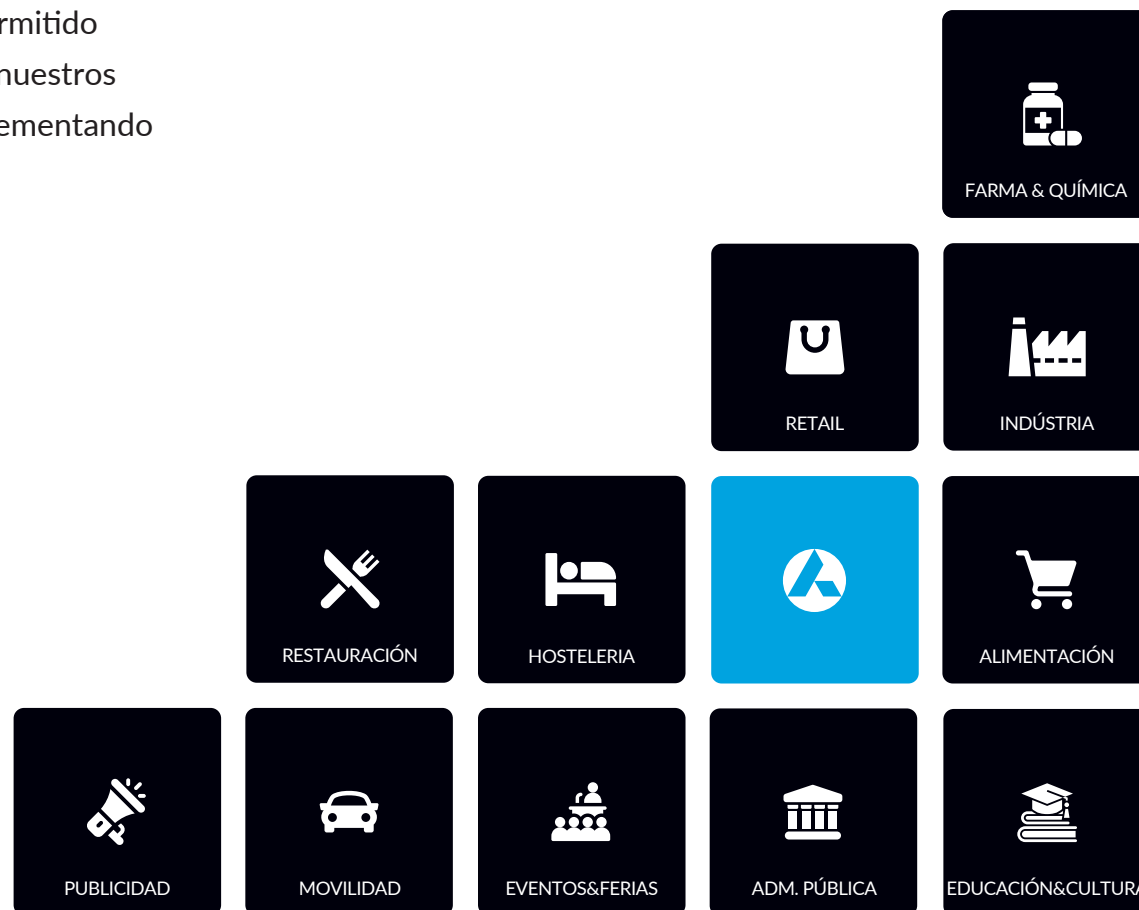 rmitido
nuestros
ementando
FARMA & QUÍMICA
RETAIL
INDÚSTRIA
RESTAURACIÓN
HOSTELERIA
ALIMENTACIÓN
PUBLICIDAD
MOVILIDAD
EVENTOS&FERIAS
ADM. PÚBLICA
EDUCACIÓN&CULTURA